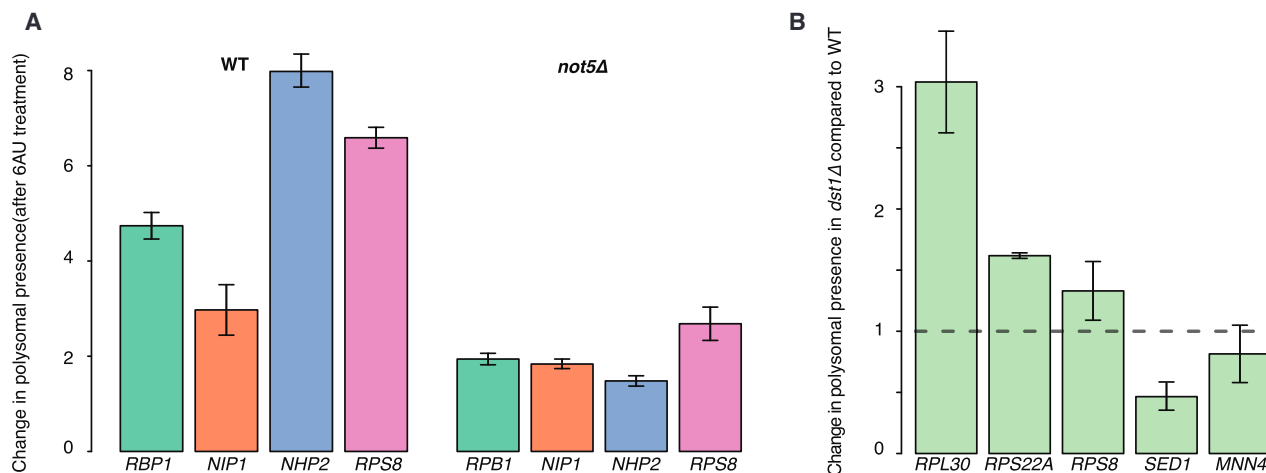 A
Change in polysomal presence(after 6AU treatment)
8
6
4
2
0
WT
not5Δ
RBP1 NIP1 NHP2 RPS8
RPB1 NIP1 NHP2 RPS8
B
Change in polysomal presence in dst1Δ compared to WT
3
2
1
0
RPL30 RPS22A RPS8 SED1 MNN4